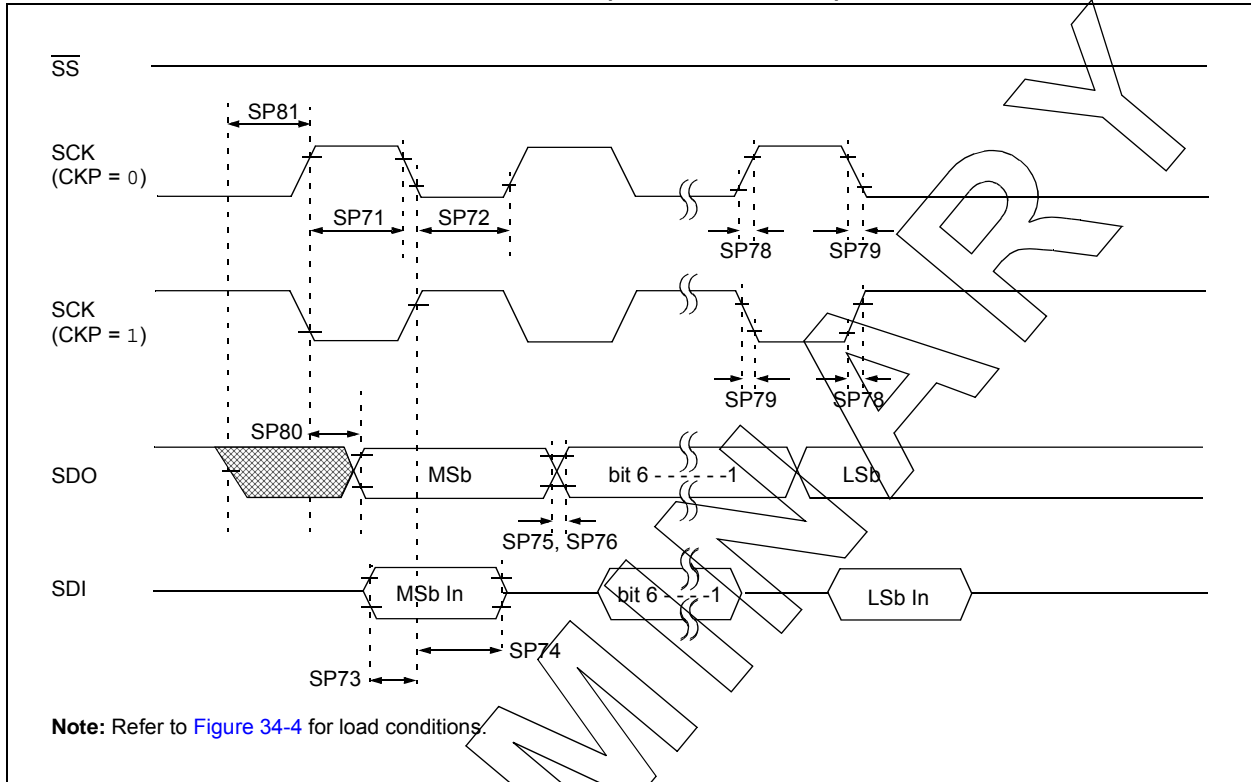 SS
SP81
SCK
(CKP = 0)
SP71
SP72
SP78
SP79
SCK
(CKP = 1)
SP79
SP78
SP80
SDO
MSb
bit 6 - - - - - -1
LSb
SP75, SP76
SDI
MSb In
bit 6 - - - - -1
LSb In
SP74
SP73
Note: Refer to Figure 34-4 for load conditions.
MINARY